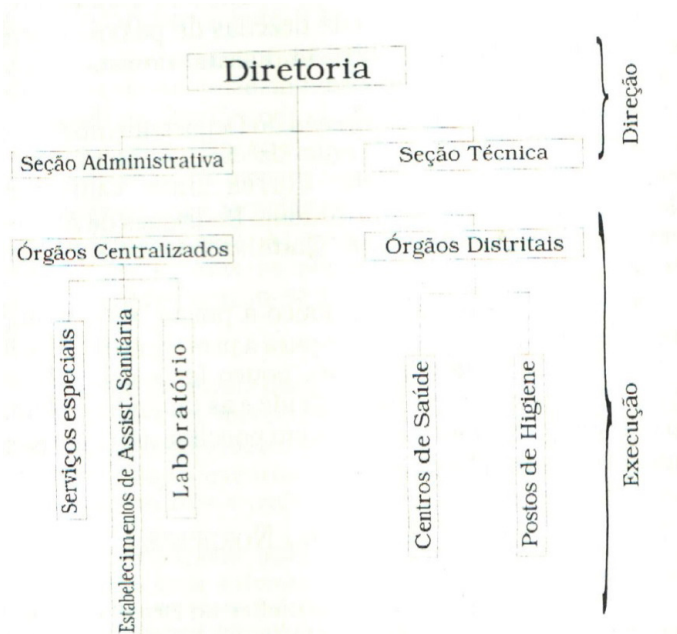 Diretoria
Direção
Seção Administrativa
Seção Técnica
Órgãos Centralizados
Órgãos Distritais
Serviços especiais
Estabelecimentos de Assist. Sanitária
Laboratório
Centros de Saúde
Postos de Higiene
Execução